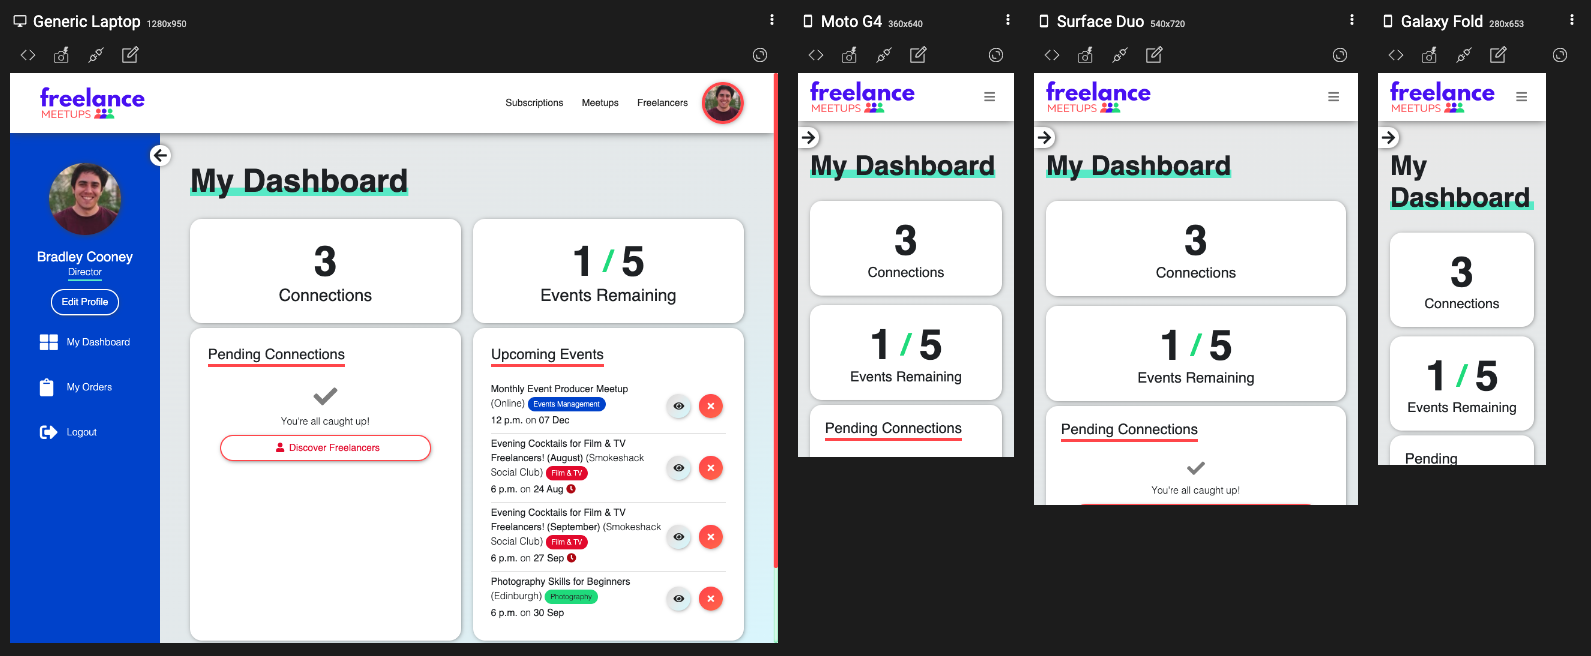 Generic Laptop 1280x950
freelance
MEETUPS
Subscriptions Meetups Freelancers
Bradley Cooney
Director
Edit Profile
My Dashboard
My Orders
Logout
My Dashboard
3
Connections
1 / 5
Events Remaining
Pending Connections
You're all caught up!
Discover Freelancers
Upcoming Events
Monthly Event Producer Meetup
(Online) Events Management
12 p.m. on 07 Dec
Evening Cocktails for Film & TV
Freelancers! (August) (Smokeshack
Social Club) Film & TV
6 p.m. on 24 Aug
Evening Cocktails for Film & TV
Freelancers! (September) (Smokeshack
Social Club) Film & TV
6 p.m. on 27 Sep
Photography Skills for Beginners
(Edinburgh) Photography
6 p.m. on 30 Sep
Moto G4 360x640
freelance
MEETUPS
My Dashboard
3
Connections
1 / 5
Events Remaining
Pending Connections
Surface Duo 540x720
freelance
MEETUPS
My Dashboard
3
Connections
1 / 5
Events Remaining
Pending Connections
You're all caught up!
Galaxy Fold 280x653
freelance
MEETUPS
My
Dashboard
3
Connections
1 / 5
Events Remaining
Pending